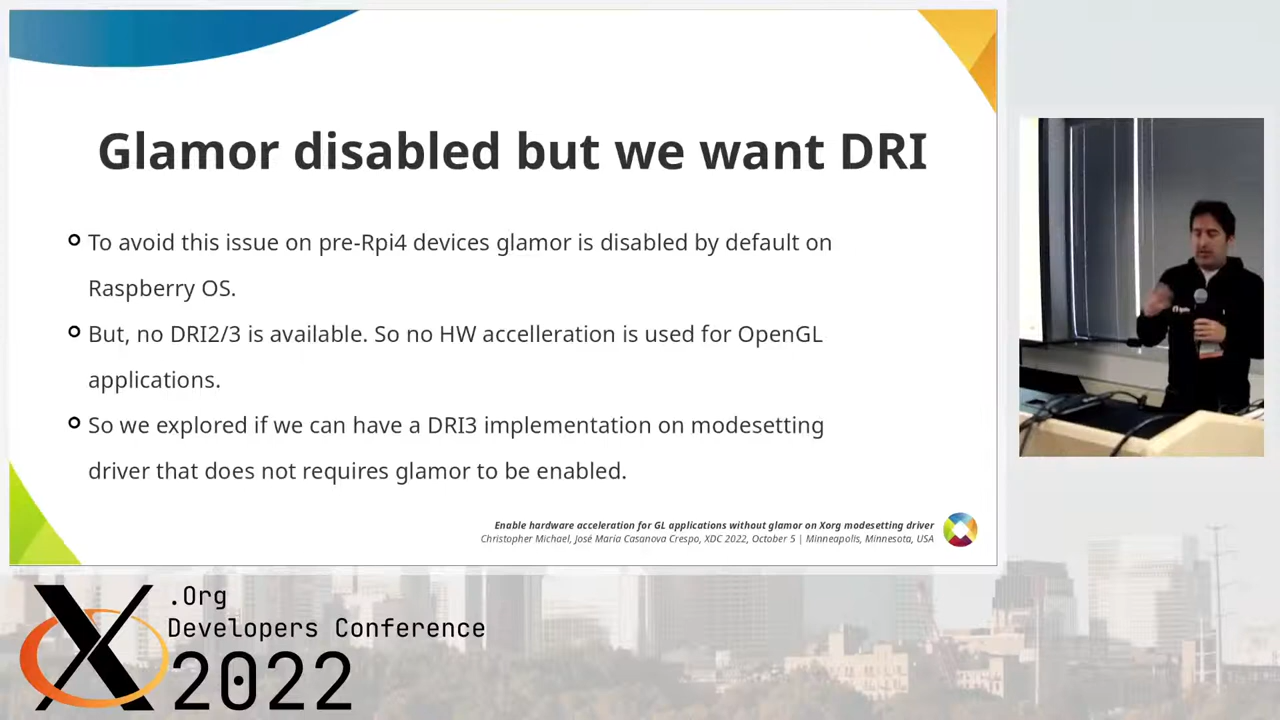 Glamor disabled but we want DRI
To avoid this issue on pre-Rpi4 devices glamor is disabled by default on
Raspberry OS.
But, no DRI2/3 is available. So no HW accelleration is used for OpenGL
applications.
So we explored if we can have a DRI3 implementation on modesetting
driver that does not requires glamor to be enabled.
Enable hardware acceleration for GL applications without glamor on Xorg modesetting driver
Christopher Michael, José María Casanova Crespo, XDC 2022, October 5 | Minneapolis, Minnesota, USA
X
.Org
Developers Conference
2022